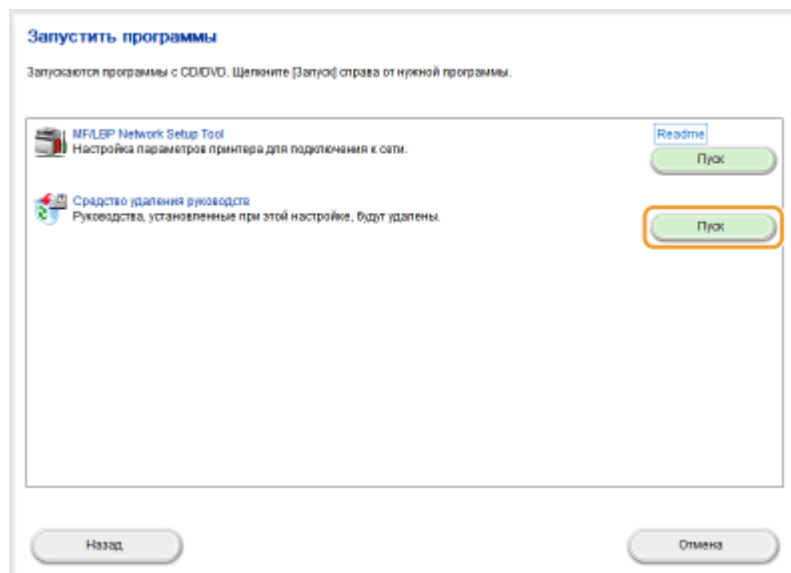 Запустить программы
Запускаются программы с CD/DVD. Щелкните [Запуск] справа от нужной программы.
MF/LBP Network Setup Tool
Readme
Настройка параметров принтера для подключения к сети.
Пуск
Средство удаления руководств
Руководства, установленные при этой настройке, будут удалены.
Пуск
Назад
Отмена